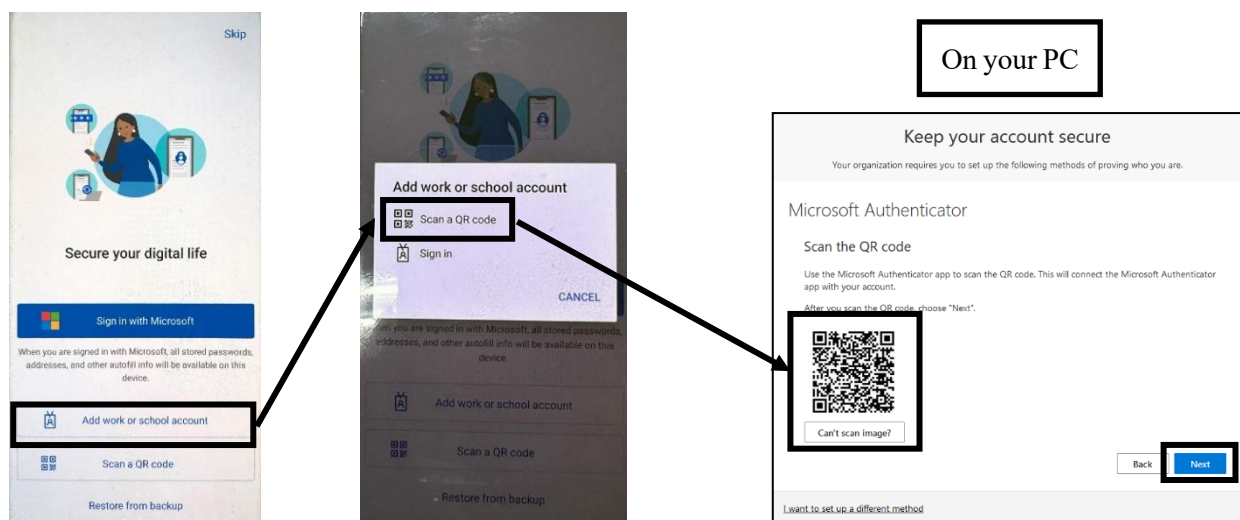 Skip
Secure your digital life
Sign in with Microsoft
When you are signed in with Microsoft, all stored passwords,
addresses, and other autofill info will be available on this
device.
Add work or school account
Scan a QR code
Restore from backup
Add work or school account
Scan a QR code
Sign in
CANCEL
when you are signed in with Microsoft, all stored passwords,
addresses, and other autofill info will be available on this
device.
Add work or school account
Scan a QR code
Restore from backup
On your PC
Keep your account secure
Your organization requires you to set up the following methods of proving who you are.
Microsoft Authenticator
Scan the QR code
Use the Microsoft Authenticator app to scan the QR code. This will connect the Microsoft Authenticator
app with your account.
After you scan the QR code, choose "Next".
Can't scan image?
Back
Next
I want to set up a different method